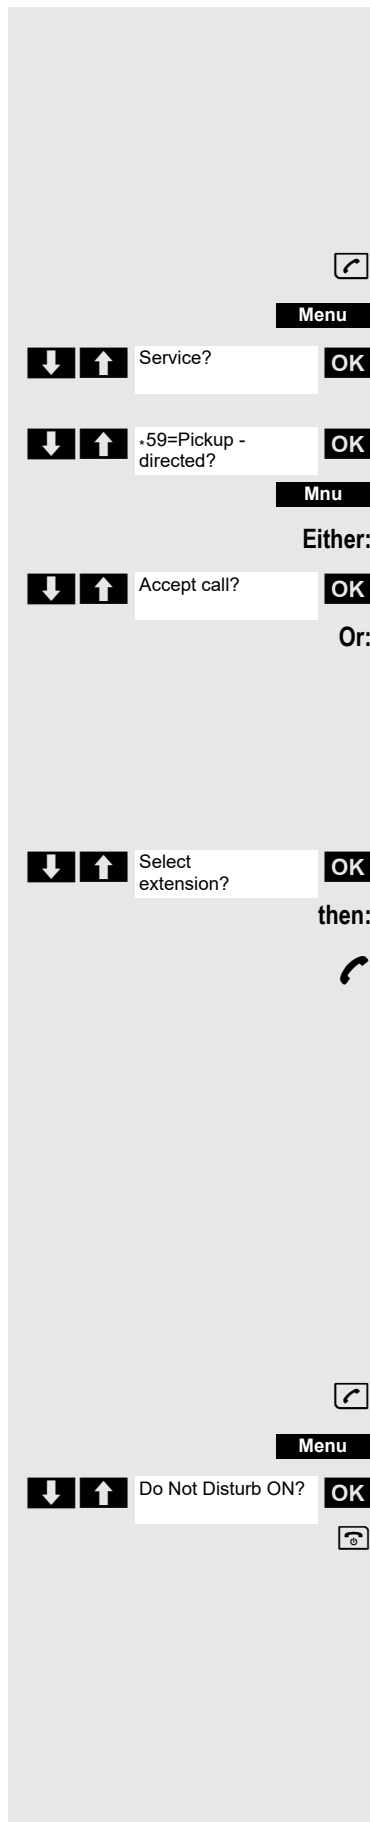 Menu
Service? OK
*59=Pickup - OK
directed?
Mnu
Either:
Accept call? OK
Or:
Select OK
extension?
then:
Menu
Do Not Disturb ON? OK